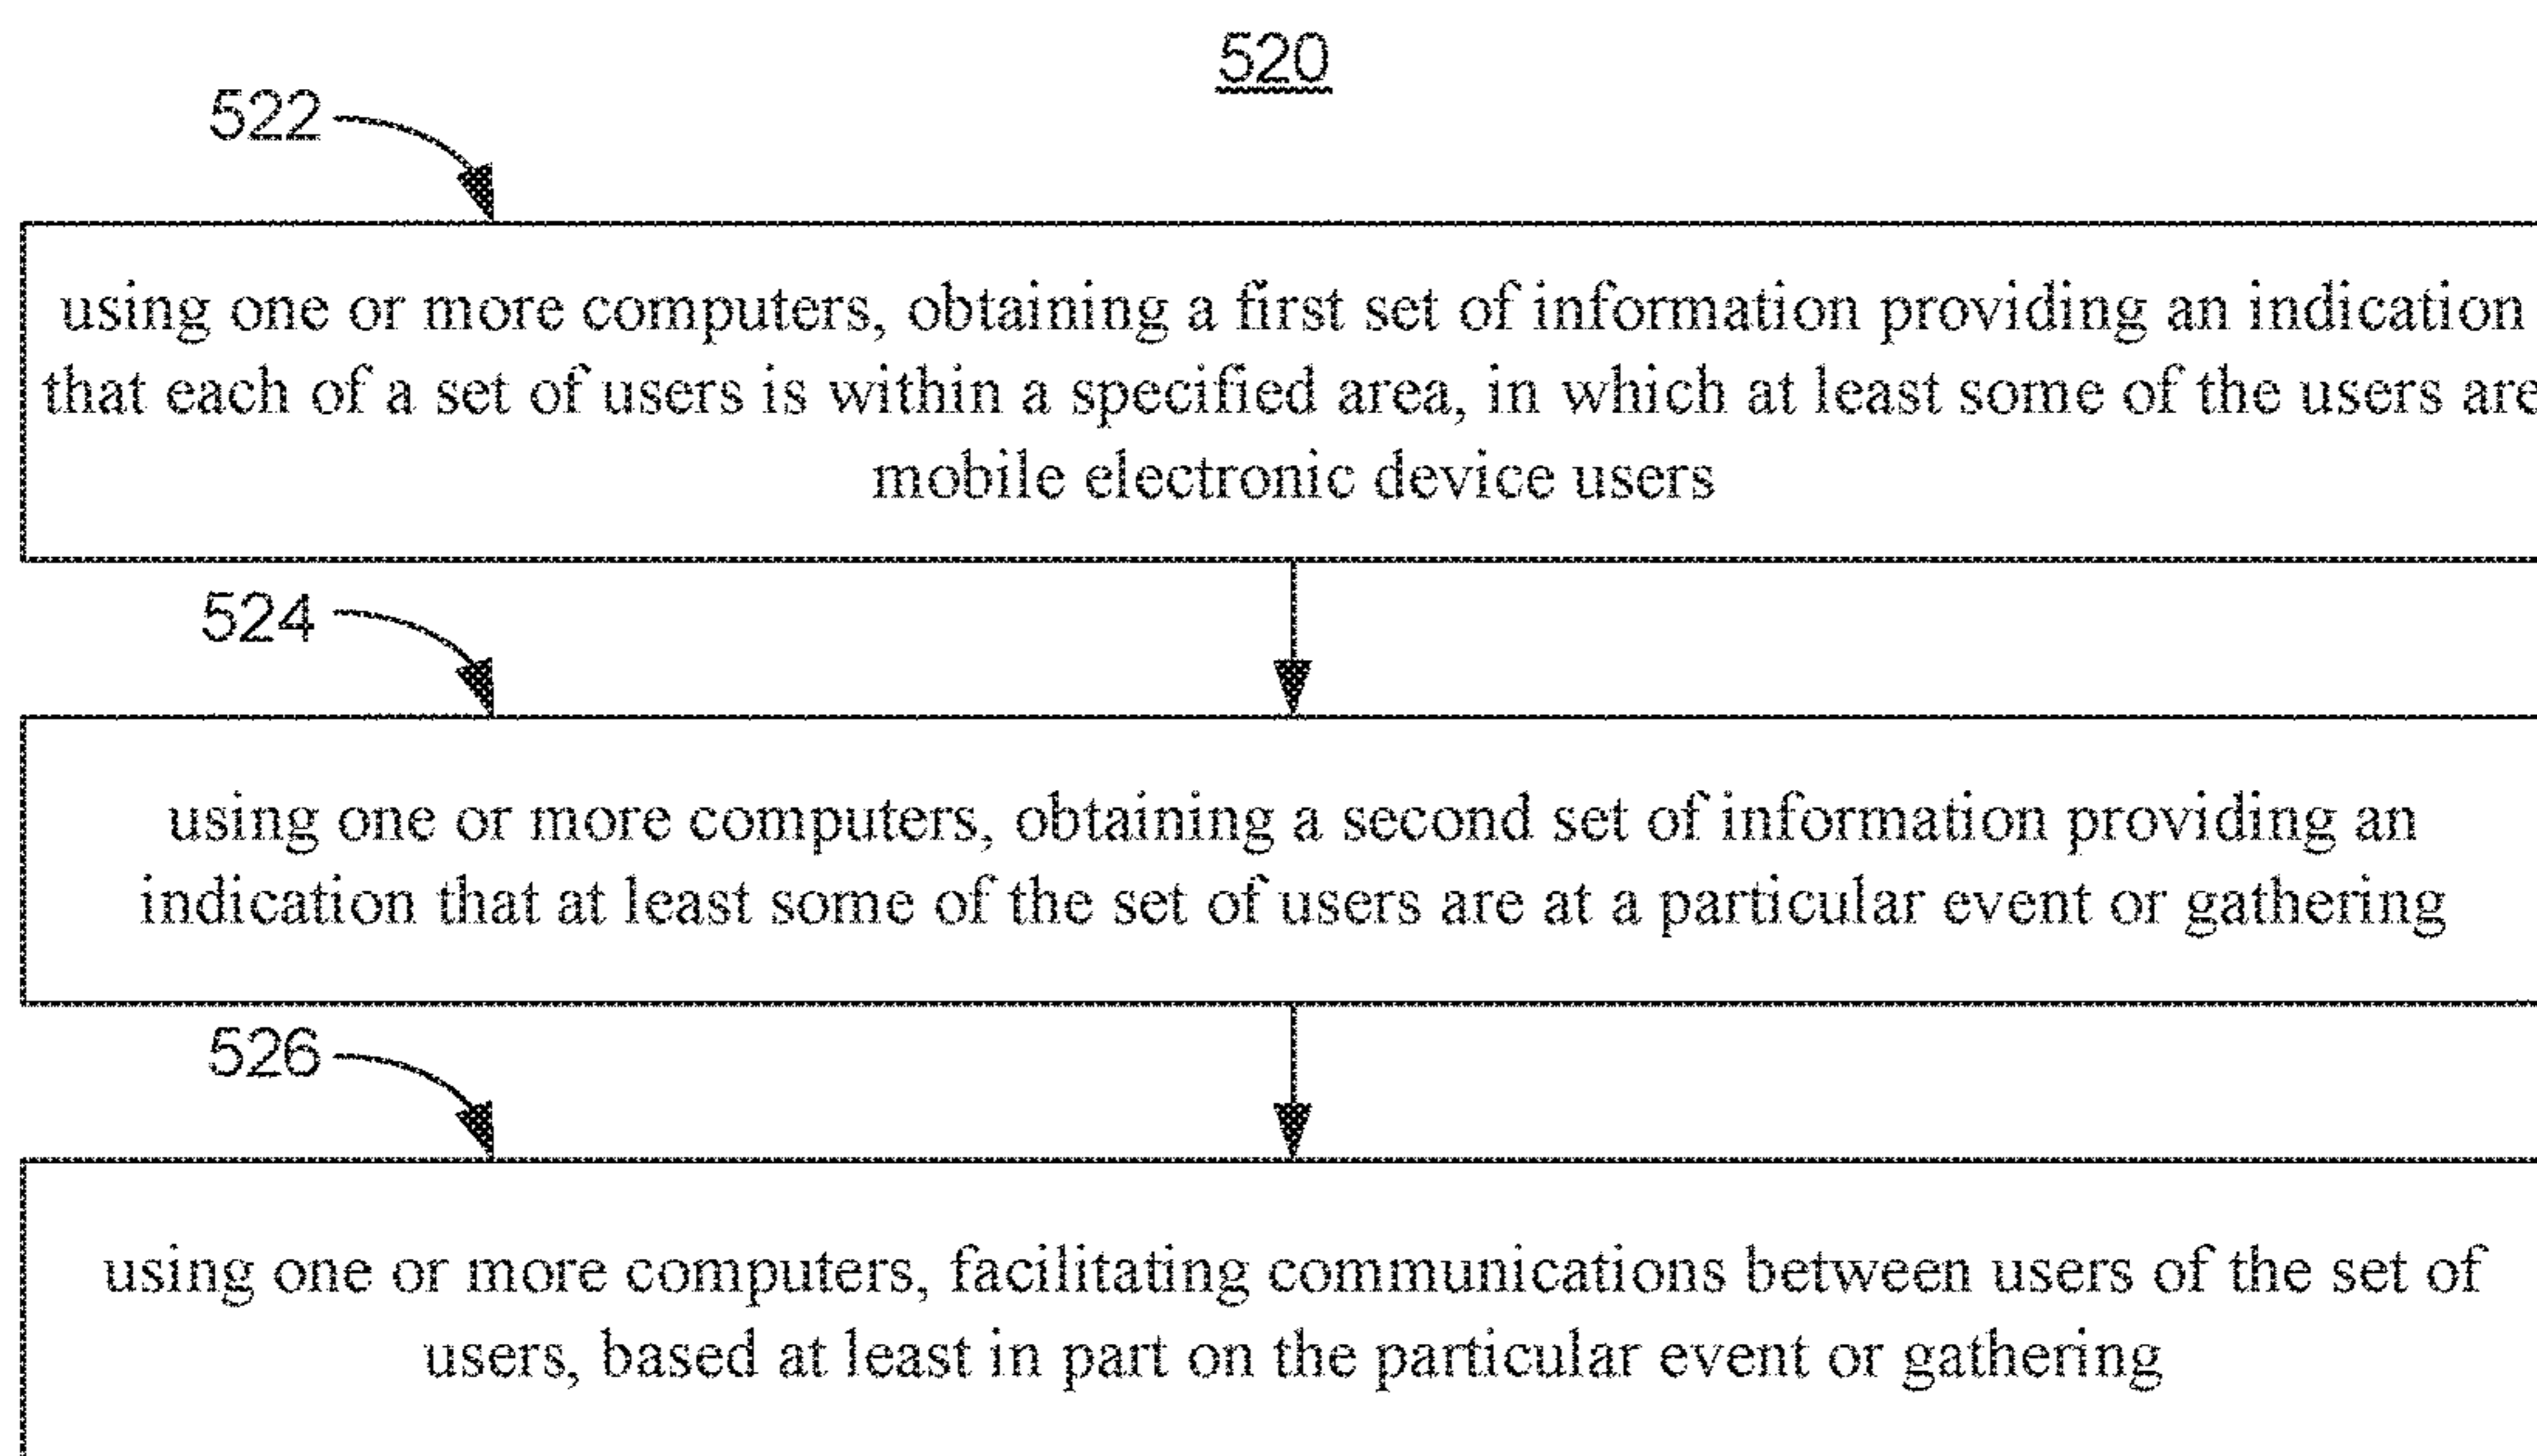 520
522
using one or more computers, obtaining a first set of information providing an indication
that each of a set of users is within a specified area, in which at least some of the users are
mobile electronic device users
524
using one or more computers, obtaining a second set of information providing an
indication that at least some of the set of users are at a particular event or gathering
526
using one or more computers, facilitating communications between users of the set of
users, based at least in part on the particular event or gathering